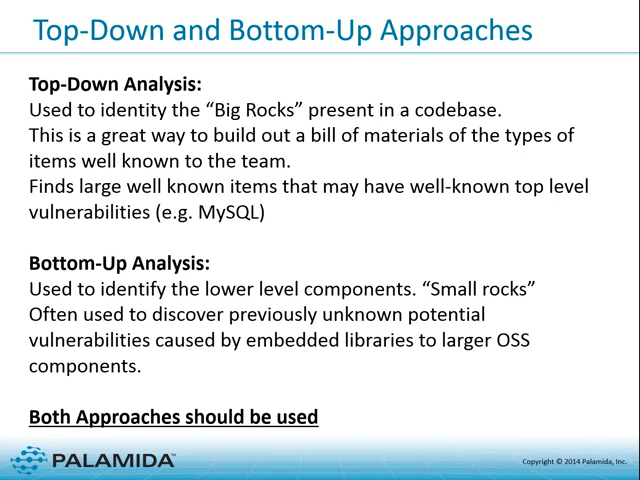 Top-Down and Bottom-Up Approaches
Top-Down Analysis:
Used to identity the “Big Rocks” present in a codebase.
This is a great way to build out a bill of materials of the types of
items well known to the team.
Finds large well known items that may have well-known top level
vulnerabilities (e.g. MySQL)
Bottom-Up Analysis:
Used to identify the lower level components. “Small rocks”
Often used to discover previously unknown potential
vulnerabilities caused by embedded libraries to larger OSS
components.
Both Approaches should be used
PALAMIDA™
Copyright © 2014 Palamida, Inc.